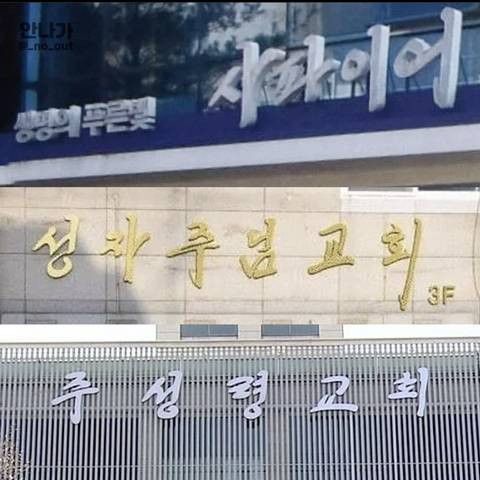 안나가
@_no_out
생명의 푸른빛 사파이어
성자주님교회 3F
주성령교회